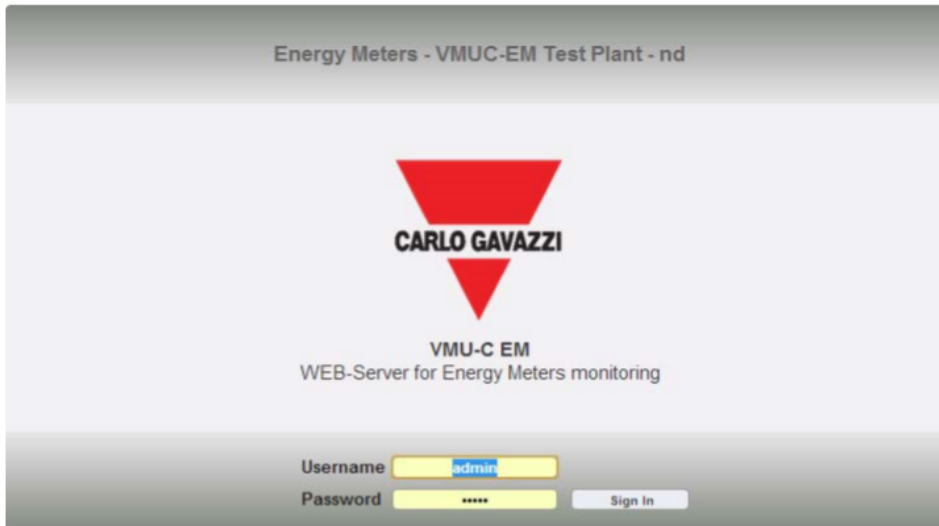 Energy Meters - VMUC-EM Test Plant - nd
CARLO GAVAZZI
VMU-C EM
WEB-Server for Energy Meters monitoring
Username admin
Password •••••  Sign In